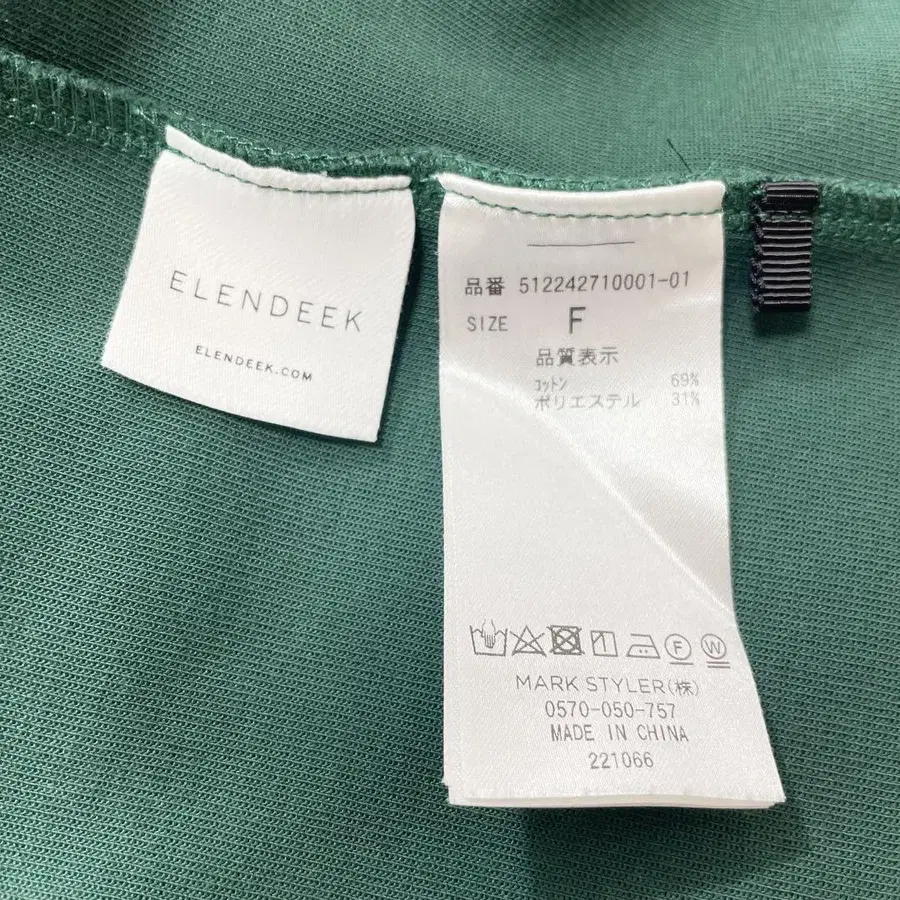 ELENDEEK
ELENDEEK.COM
品番 512242710001-01
SIZE F
品質表示
コットン 69%
ポリエステル 31%
F W
MARK STYLER(株)
0570-050-757
MADE IN CHINA
221066